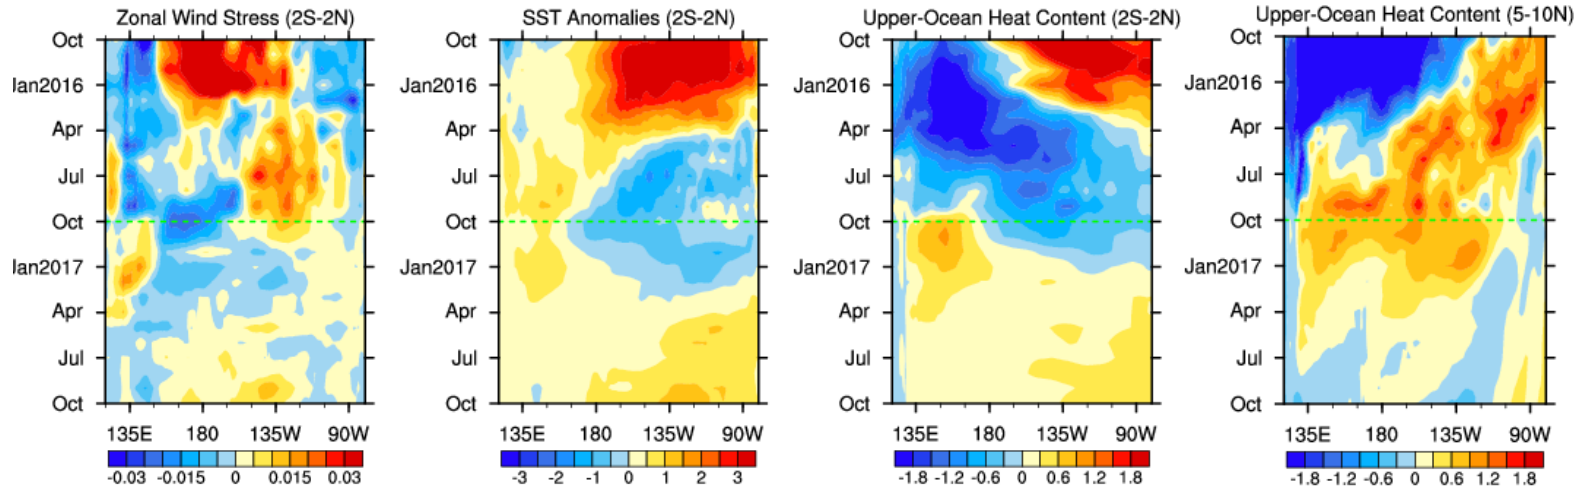 Zonal Wind Stress (2S-2N)
Oct
Jan2016
Apr
Jul
Oct
Jan2017
Apr
Jul
Oct
135E 180 135W 90W
-0.03 -0.015 0 0.015 0.03
SST Anomalies (2S-2N)
Oct
Jan2016
Apr
Jul
Oct
Jan2017
Apr
Jul
Oct
135E 180 135W 90W
-3 -2 -1 0 1 2 3
Upper-Ocean Heat Content (2S-2N)
Oct
Jan2016
Apr
Jul
Oct
Jan2017
Apr
Jul
Oct
135E 180 135W 90W
-1.8 -1.2 -0.6 0 0.6 1.2 1.8
Upper-Ocean Heat Content (5-10N)
Oct
Jan2016
Apr
Jul
Oct
Jan2017
Apr
Jul
Oct
135E 180 135W 90W
-1.8 -1.2 -0.6 0 0.6 1.2 1.8